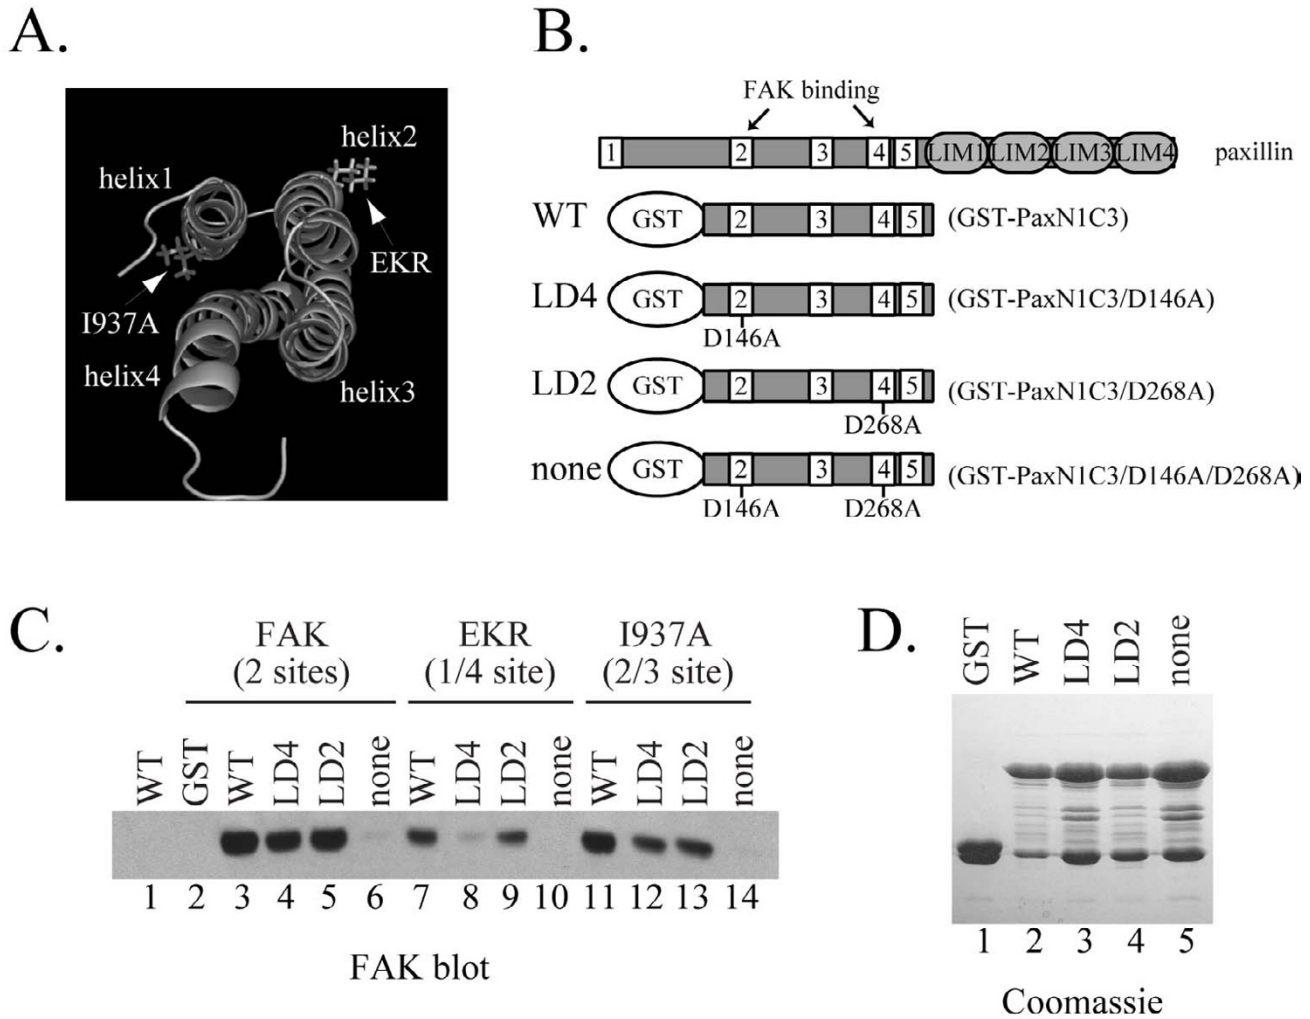 A.
helix2
helix1
EKR
I937A
helix4
helix3
B.
FAK binding
1 2 3 4 5 LIM1 LIM2 LIM3 LIM4 paxillin
WT GST 2 3 4 5 (GST-PaxN1C3)
LD4 GST 2 3 4 5 (GST-PaxN1C3/D146A)
D146A
LD2 GST 2 3 4 5 (GST-PaxN1C3/D268A)
D268A
none GST 2 3 4 5 (GST-PaxN1C3/D146A/D268A)
D146A D268A
C.
FAK EKR I937A
(2 sites) (1/4 site) (2/3 site)
WT GST WT LD4 LD2 none WT LD4 LD2 none WT LD4 LD2 none
1 2 3 4 5 6 7 8 9 10 11 12 13 14
FAK blot
D.
GST WT LD4 LD2 none
1 2 3 4 5
Coomassie